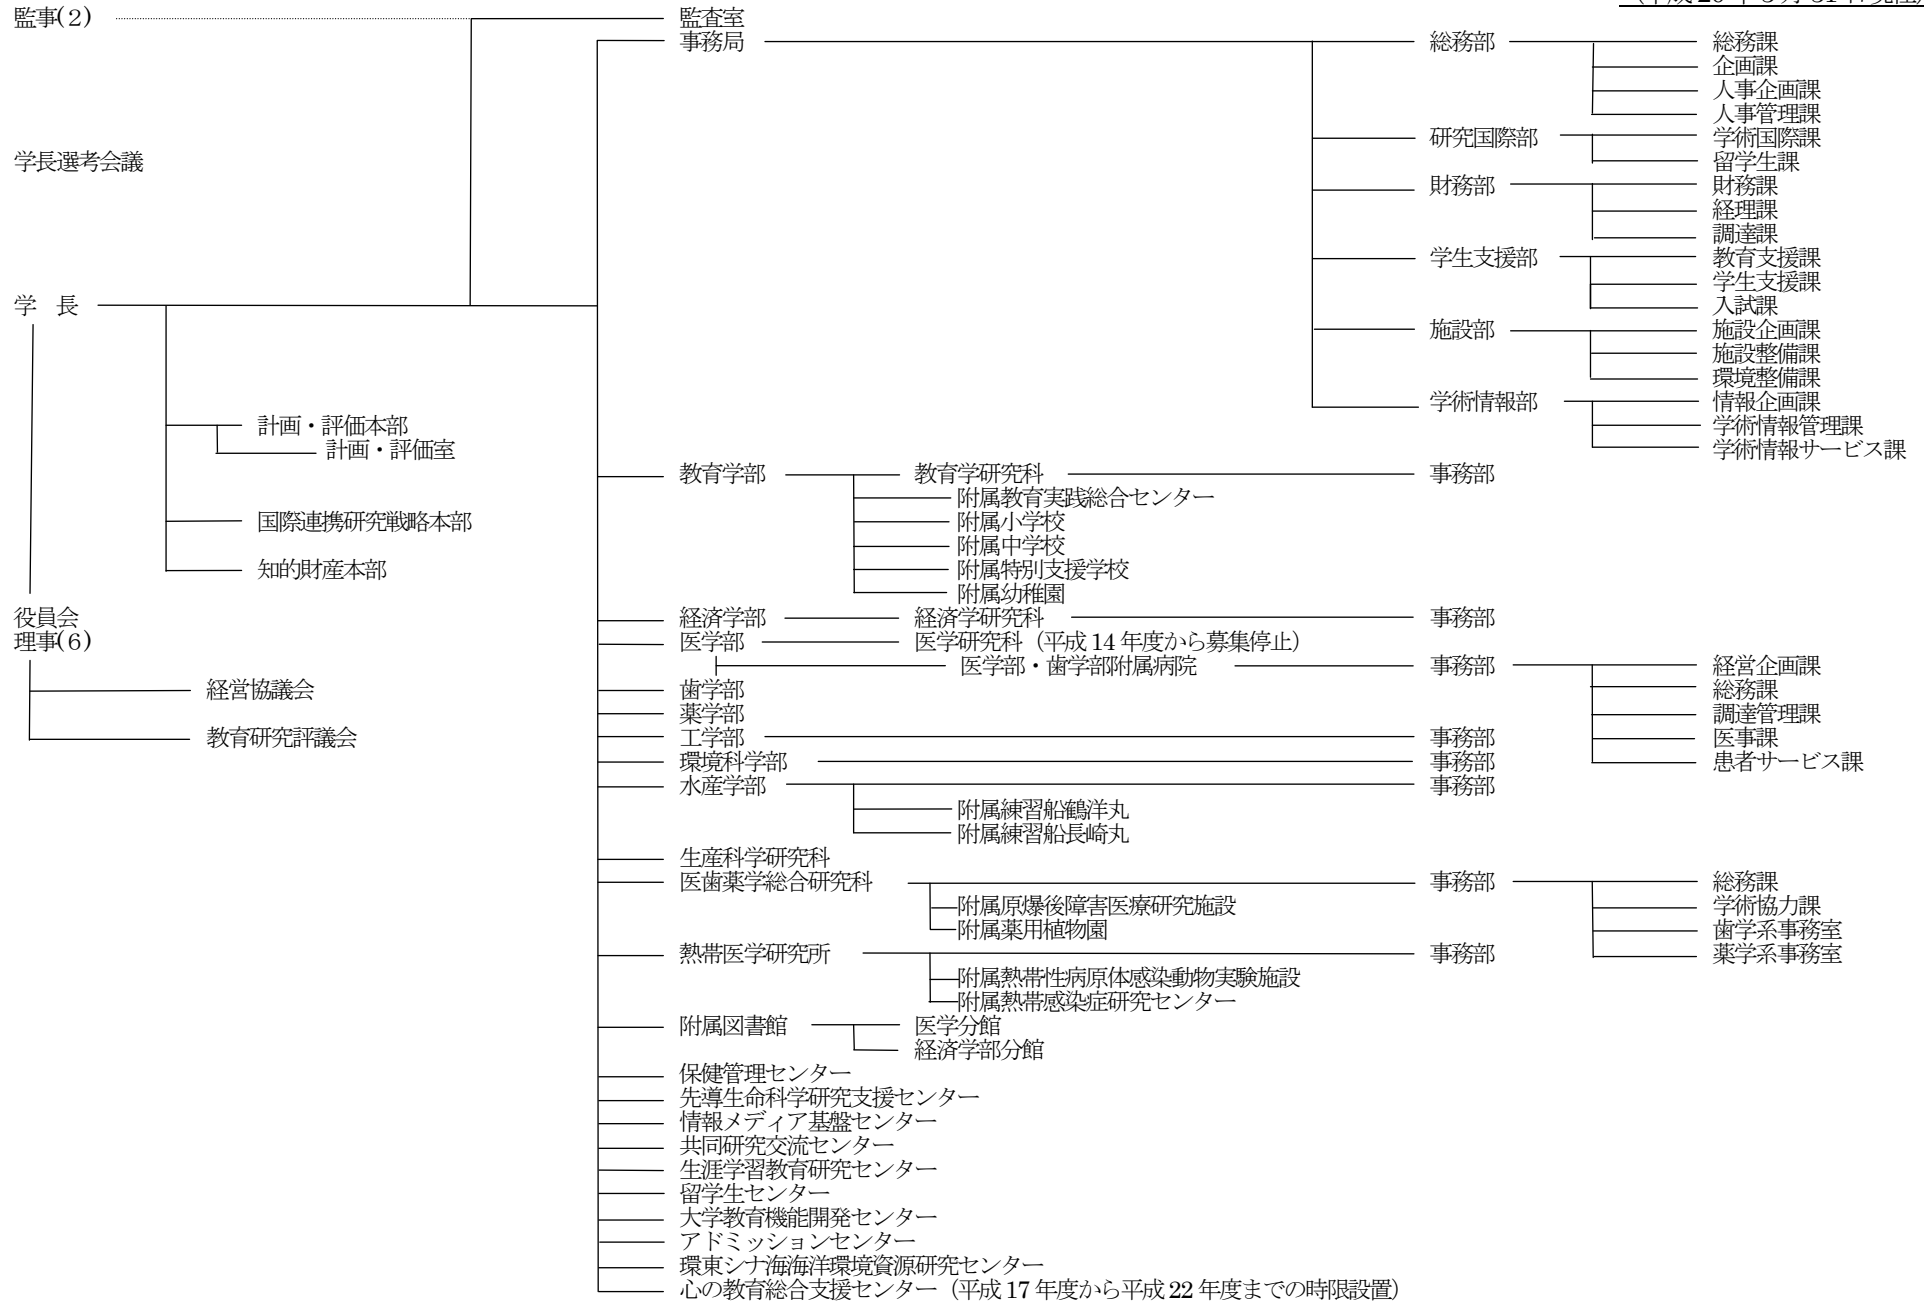 監事(2)
監査室
事務局
総務部
総務課
企画課
人事企画課
人事管理課
学長選考会議
研究国際部
学術国際課
留学生課
財務部
財務課
経理課
調達課
学生支援部
教育支援課
学生支援課
入試課
学 長
施設部
施設企画課
施設整備課
環境整備課
計画・評価本部
計画・評価室
学術情報部
情報企画課
学術情報管理課
学術情報サービス課
教育学部
教育学研究科
事務部
附属教育実践総合センター
附属小学校
附属中学校
附属特別支援学校
附属幼稚園
国際連携研究戦略本部
知的財産本部
役員会
理事(6)
経済学部
経済学研究科
事務部
医学部
医学研究科（平成 14 年度から募集停止）
医学部・歯学部附属病院
事務部
経営企画課
総務課
調達管理課
医事課
患者サービス課
経営協議会
教育研究評議会
歯学部
薬学部
工学部
事務部
環境科学部
事務部
水産学部
事務部
附属練習船鶴洋丸
附属練習船長崎丸
生産科学研究科
医歯薬学総合研究科
事務部
総務課
学術協力課
歯学系事務室
薬学系事務室
附属原爆後障害医療研究施設
附属薬用植物園
熱帯医学研究所
事務部
附属熱帯性病原体感染動物実験施設
附属熱帯感染症研究センター
附属図書館
医学分館
経済学部分館
保健管理センター
先導生命科学研究支援センター
情報メディア基盤センター
共同研究交流センター
生涯学習教育研究センター
留学生センター
大学教育機能開発センター
アドミッションセンター
環東シナ海海洋環境資源研究センター
心の教育総合支援センター（平成 17 年度から平成 22 年度までの時限設置）